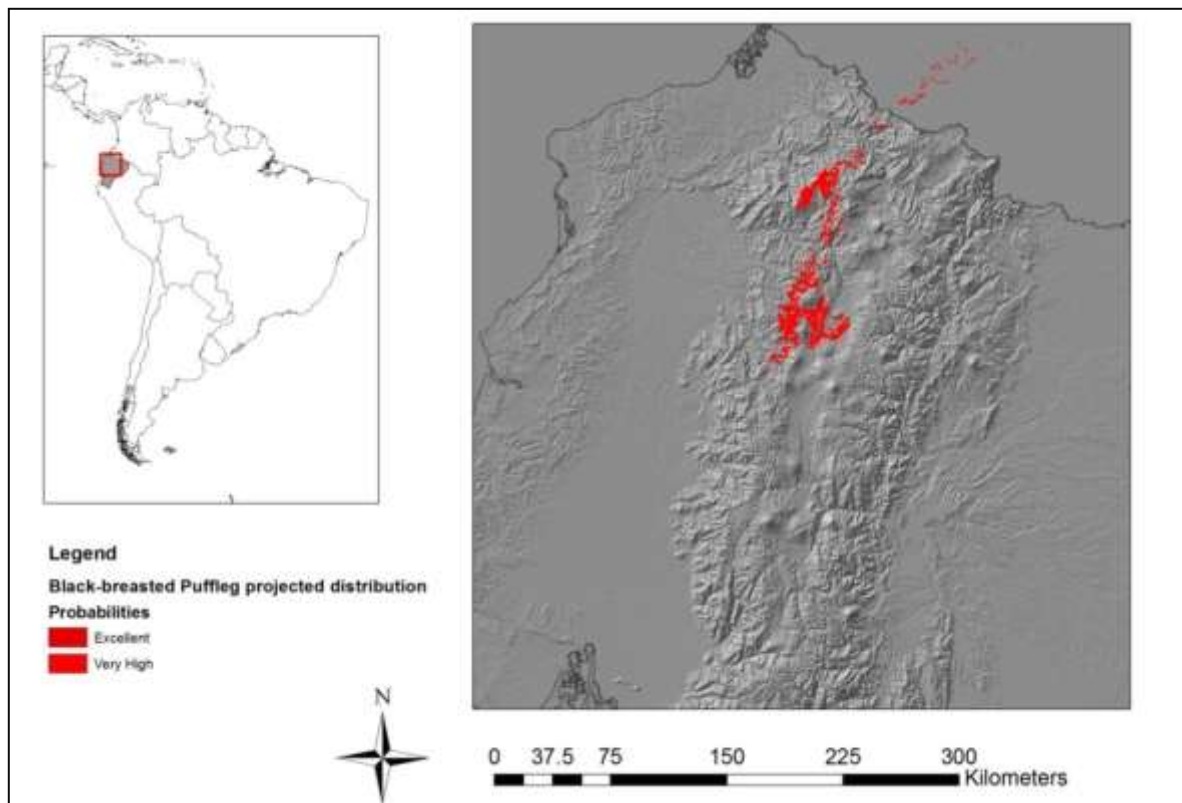 Legend
Black-breasted Puffleg projected distribution
Probabilities
Excellent
Very High
N
0 37.5 75 150 225 300
Kilometers